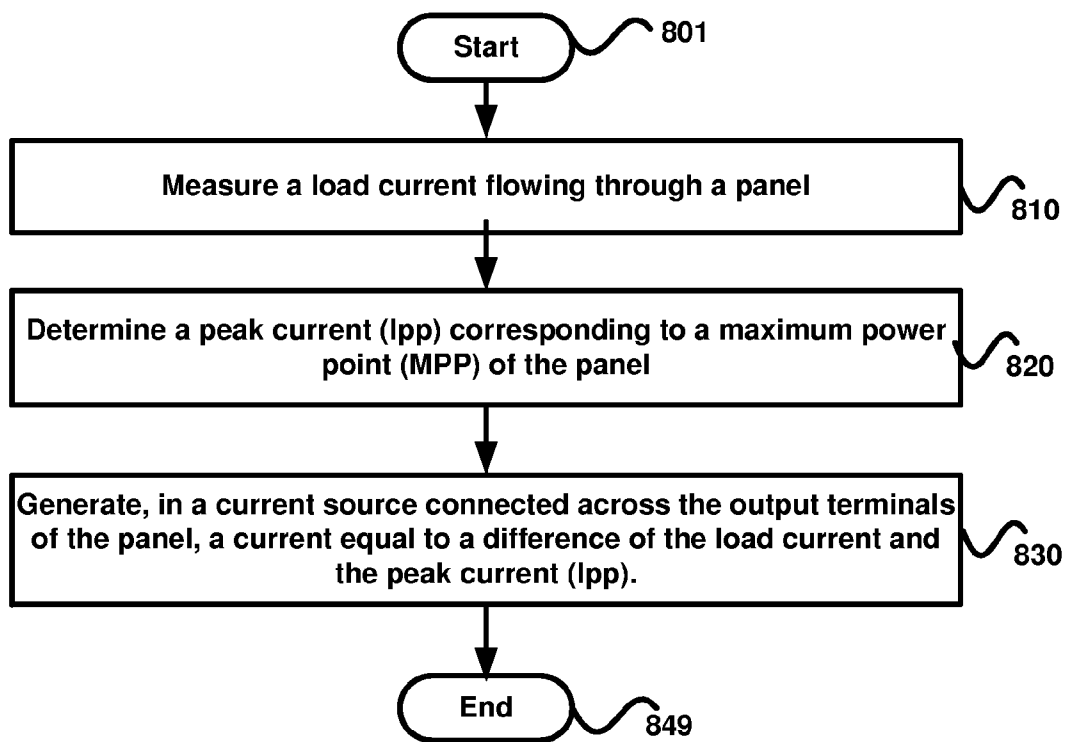 Start
801
Measure a load current flowing through a panel
810
Determine a peak current (Ipp) corresponding to a maximum power
point (MPP) of the panel
820
Generate, in a current source connected across the output terminals
of the panel, a current equal to a difference of the load current and
the peak current (Ipp).
830
End
849